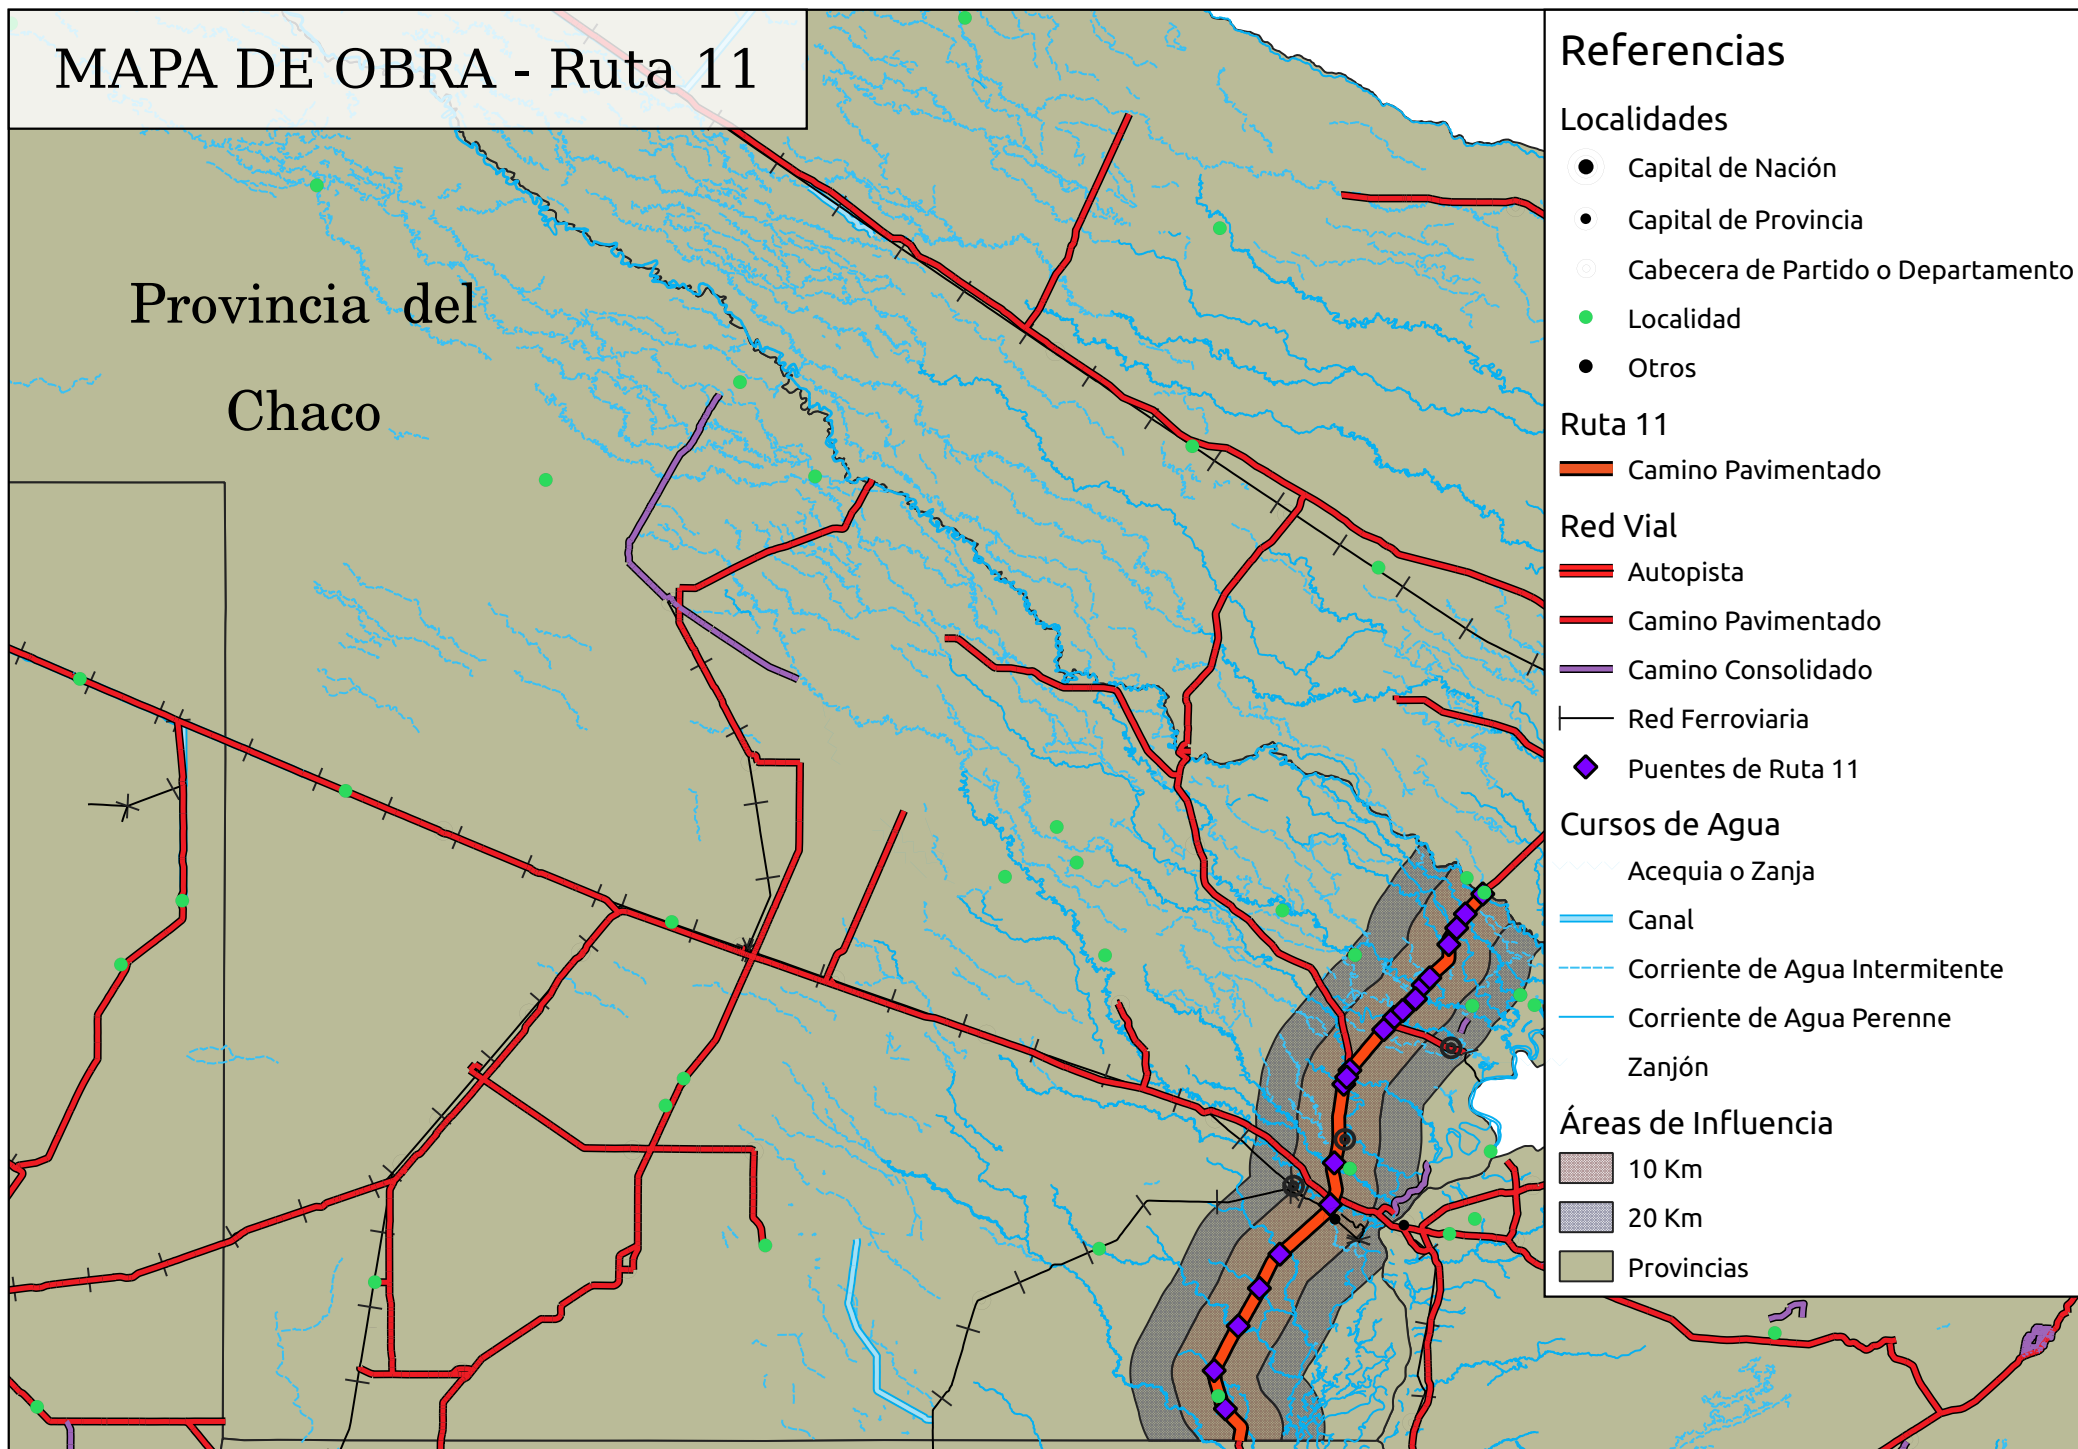 MAPA DE OBRA - Ruta 11
Provincia del
Chaco
Referencias
Localidades
Capital de Nación
Capital de Provincia
Cabecera de Partido o Departamento
Localidad
Otros
Ruta 11
Camino Pavimentado
Red Vial
Autopista
Camino Pavimentado
Camino Consolidado
Red Ferroviaria
Puentes de Ruta 11
Cursos de Agua
Acequia o Zanja
Canal
Corriente de Agua Intermitente
Corriente de Agua Perenne
Zanjón
Áreas de Influencia
10 Km
20 Km
Provincias